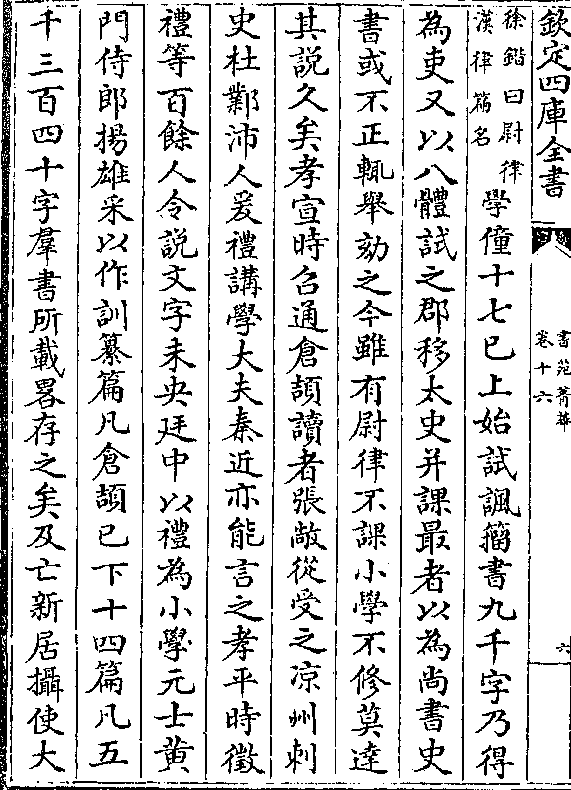 欽定四庫全書
書苑菁華
卷十六
六
徐鍇曰尉律
漢律篇名
學僮十七已上始試諷籀書九千字乃得
為吏又以八體試之郡移太史并課最者以為尚書史
書或不正輒舉劾之今雖有尉律不課小學不修莫達
其說久矣孝宣時召通倉頡讀者張敞從受之凉州刺
史杜鄴沛人爰禮講學大夫秦近亦能言之孝平時徵
禮等百餘人令說文字未央廷中以禮為小學元士黄
門侍郎揚雄采以作訓纂篇凡倉頡已下十四篇凡五
千三百四十字羣書所載畧存之矣及亡新居攝使大